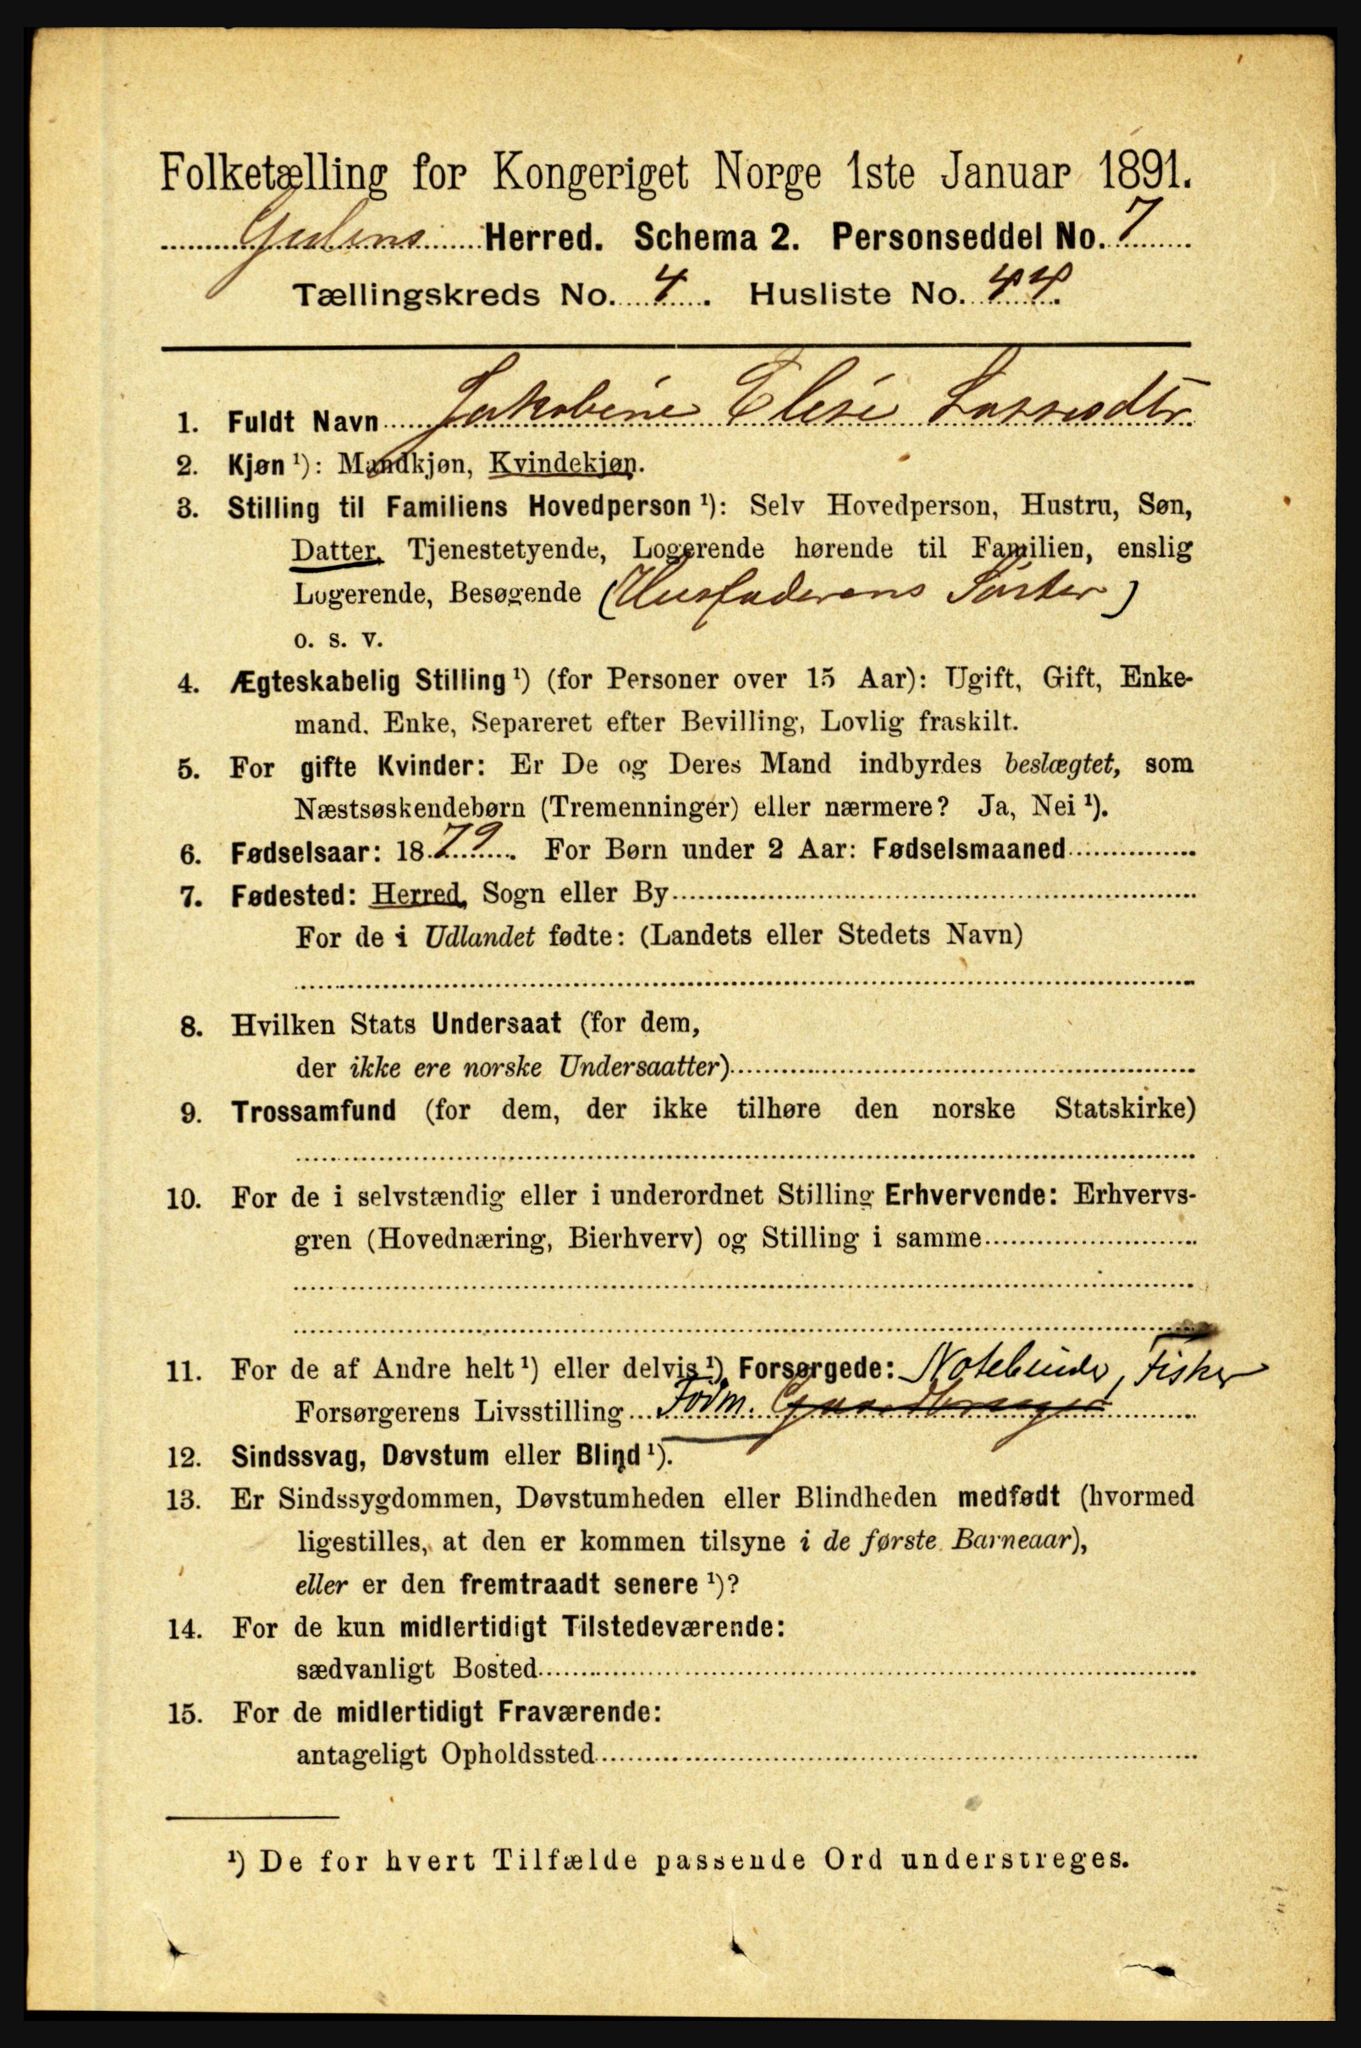 Folketælling for Kongeriget Norge 1ste Januar 1891.
Gulens Herred. Schema 2. Personseddel No. 7
Tællingskreds No. 4. Husliste No. 44.
1. Fuldt Navn Jakobine Elise Lassesdtr
2. Kjøn ¹): Mandkjøn, Kvindekjøn.
3. Stilling til Familiens Hovedperson ¹): Selv Hovedperson, Hustru, Søn,
Datter, Tjenestetyende, Logerende hørende til Familien, enslig
Logerende, Besøgende (Husfaderens Søster)
o. s. v.
4. Ægteskabelig Stilling ¹) (for Personer over 15 Aar): Ugift, Gift, Enke-
mand, Enke, Separeret efter Bevilling, Lovlig fraskilt.
5. For gifte Kvinder: Er De og Deres Mand indbyrdes beslægtet, som
Næstsøskendebørn (Tremenninger) eller nærmere? Ja, Nei ¹).
6. Fødselsaar: 1879. For Børn under 2 Aar: Fødselsmaaned
7. Fødested: Herred, Sogn eller By
For de i Udlandet fødte: (Landets eller Stedets Navn)
8. Hvilken Stats Undersaat (for dem,
der ikke ere norske Undersaatter)
9. Trossamfund (for dem, der ikke tilhøre den norske Statskirke)
10. For de i selvstændig eller i underordnet Stilling Erhvervende: Erhvervs-
gren (Hovednæring, Bierhverv) og Stilling i samme
11. For de af Andre helt ¹) eller delvis ¹) Forsørgede: Notebinder, Fisker
Forsørgerens Livsstilling Fodm. Gaardbruger
12. Sindssvag, Døvstum eller Blind ¹).
13. Er Sindssygdommen, Døvstumheden eller Blindheden medfødt (hvormed
ligestilles, at den er kommen tilsyne i de første Barneaar),
eller er den fremtraadt senere ¹)?
14. For de kun midlertidigt Tilstedeværende:
sædvanligt Bosted
15. For de midlertidigt Fraværende:
antageligt Opholdssted
¹) De for hvert Tilfælde passende Ord understreges.